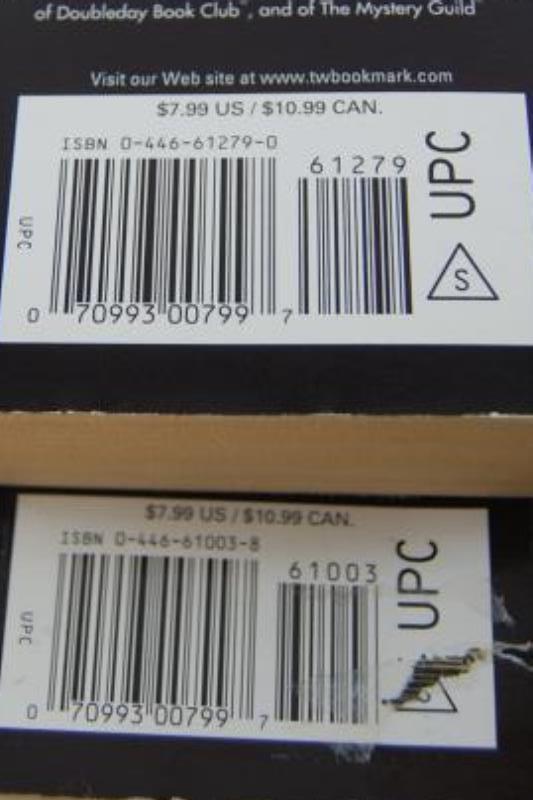 of Doubleday Book Club™, and of The Mystery Guild™
Visit our Web site at www.twbookmark.com
$7.99 US / $10.99 CAN.
ISBN 0-446-61279-0
61279
UPC
UPC
S
0 70993 00799 7
$7.99 US / $10.99 CAN.
ISBN 0-446-61003-8
61003
UPC
UPC
0 70993 00799 7